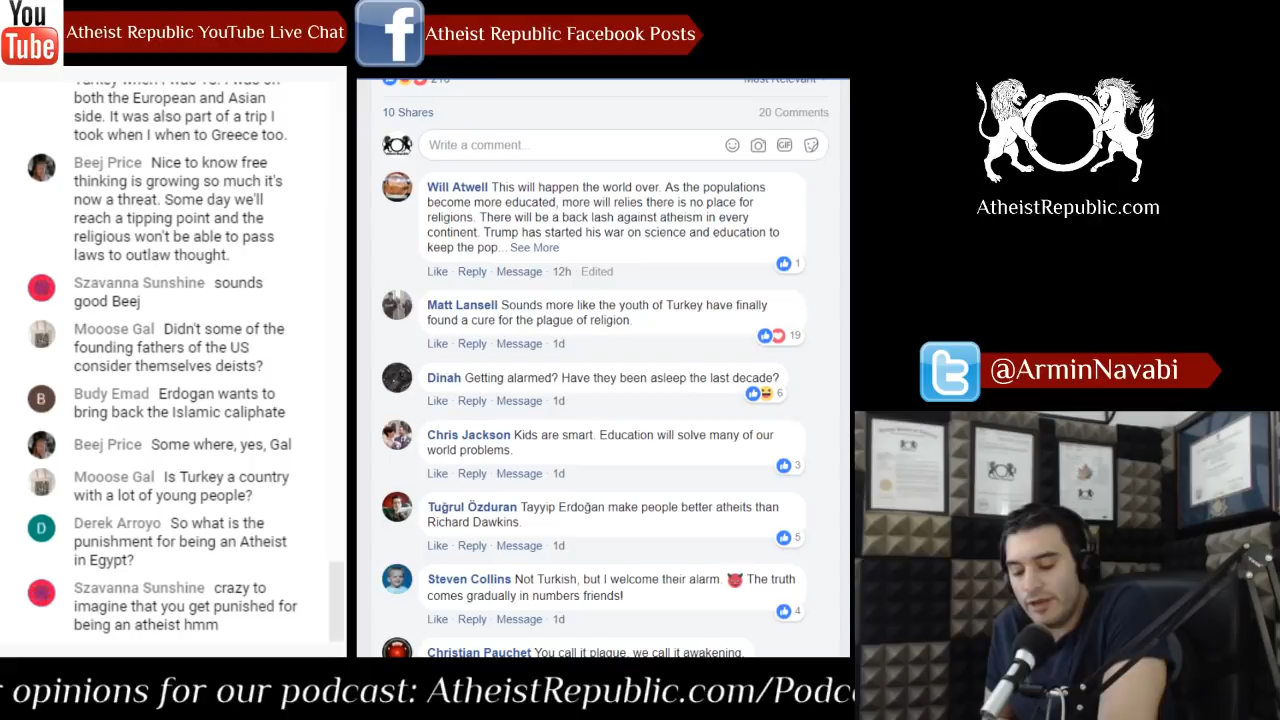 You
Tube
Atheist Republic YouTube Live Chat
f
Atheist Republic Facebook Posts
both the European and Asian
side. It was also part of a trip I
took when I when to Greece too.
Beej Price Nice to know free
thinking is growing so much it's
now a threat. Some day we'll
reach a tipping point and the
religious won't be able to pass
laws to outlaw thought.
Szavanna Sunshine sounds
good Beej
Mooose Gal Didn't some of the
founding fathers of the US
consider themselves deists?
B
Budy Emad Erdogan wants to
bring back the Islamic caliphate
Beej Price Some where, yes, Gal
Mooose Gal Is Turkey a country
with a lot of young people?
D
Derek Arroyo So what is the
punishment for being an Atheist
in Egypt?
Szavanna Sunshine crazy to
imagine that you get punished for
being an atheist hmm
10 Shares
20 Comments
Write a comment...
GIF
Will Atwell This will happen the world over. As the populations
become more educated, more will relies there is no place for
religions. There will be a back lash against atheism in every
continent. Trump has started his war on science and education to
keep the pop... See More
1
Like · Reply · Message · 12h · Edited
Matt Lansell Sounds more like the youth of Turkey have finally
found a cure for the plague of religion.
19
Like · Reply · Message · 1d
Dinah Getting alarmed? Have they been asleep the last decade?
6
Like · Reply · Message · 1d
Chris Jackson Kids are smart. Education will solve many of our
world problems.
3
Like · Reply · Message · 1d
Tuğrul Özduran Tayyip Erdoğan make people better atheits than
Richard Dawkins.
5
Like · Reply · Message · 1d
Steven Collins Not Turkish, but I welcome their alarm. 👹 The truth
comes gradually in numbers friends!
4
Like · Reply · Message · 1d
Christian Pauchet You call it plague, we call it awakening.
AtheistRepublic.com
@ArminNavabi
r opinions for our podcast: AtheistRepublic.com/Podc